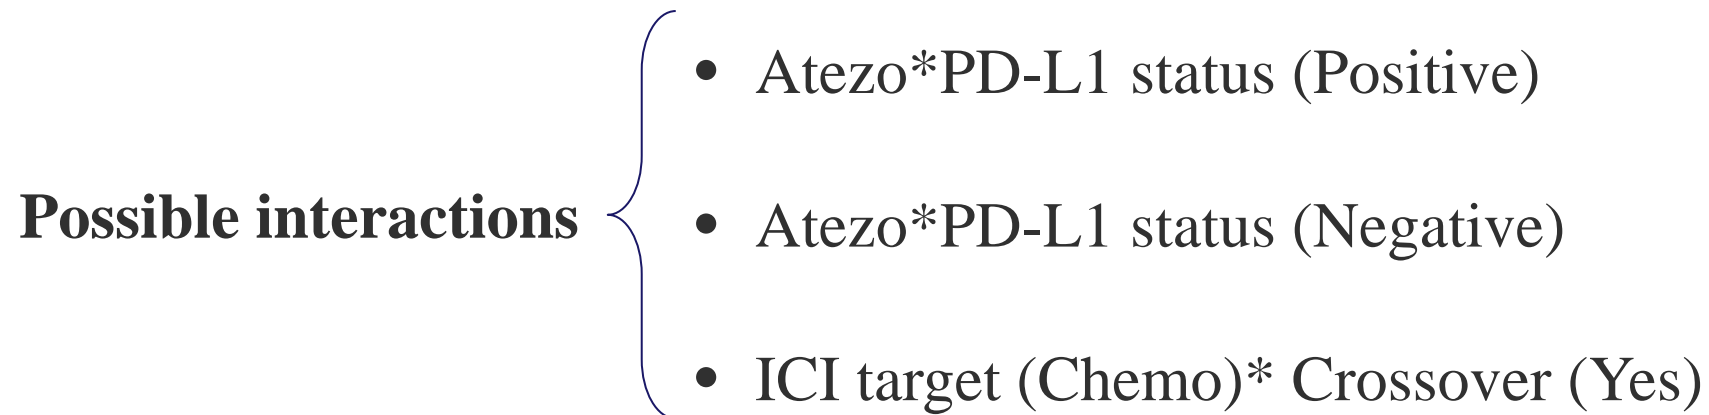 • Atezo*PD-L1 status (Positive)
Possible interactions
• Atezo*PD-L1 status (Negative)
• ICI target (Chemo)* Crossover (Yes)